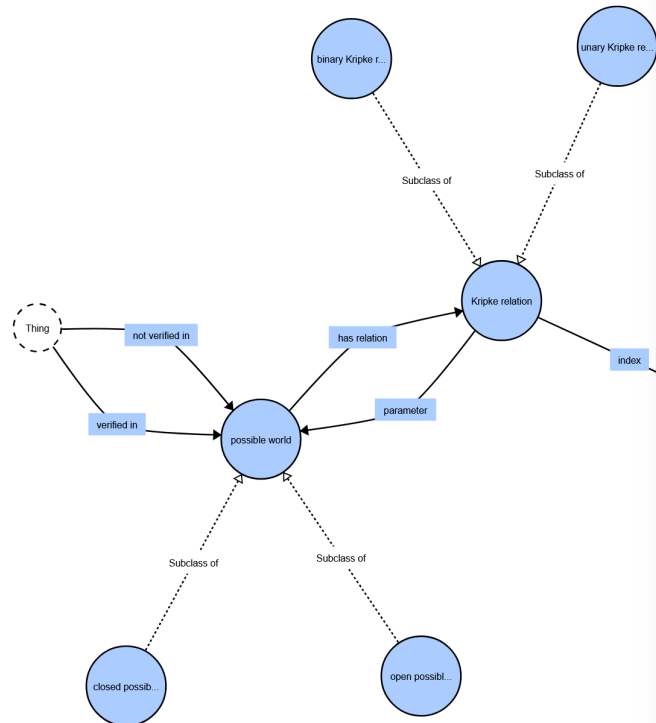 binary Kripke r...
unary Kripke re...
Subclass of
Subclass of
Kripke relation
Thing
not verified in
has relation
index
verified in
parameter
possible world
Subclass of
Subclass of
closed possib...
open possibl...